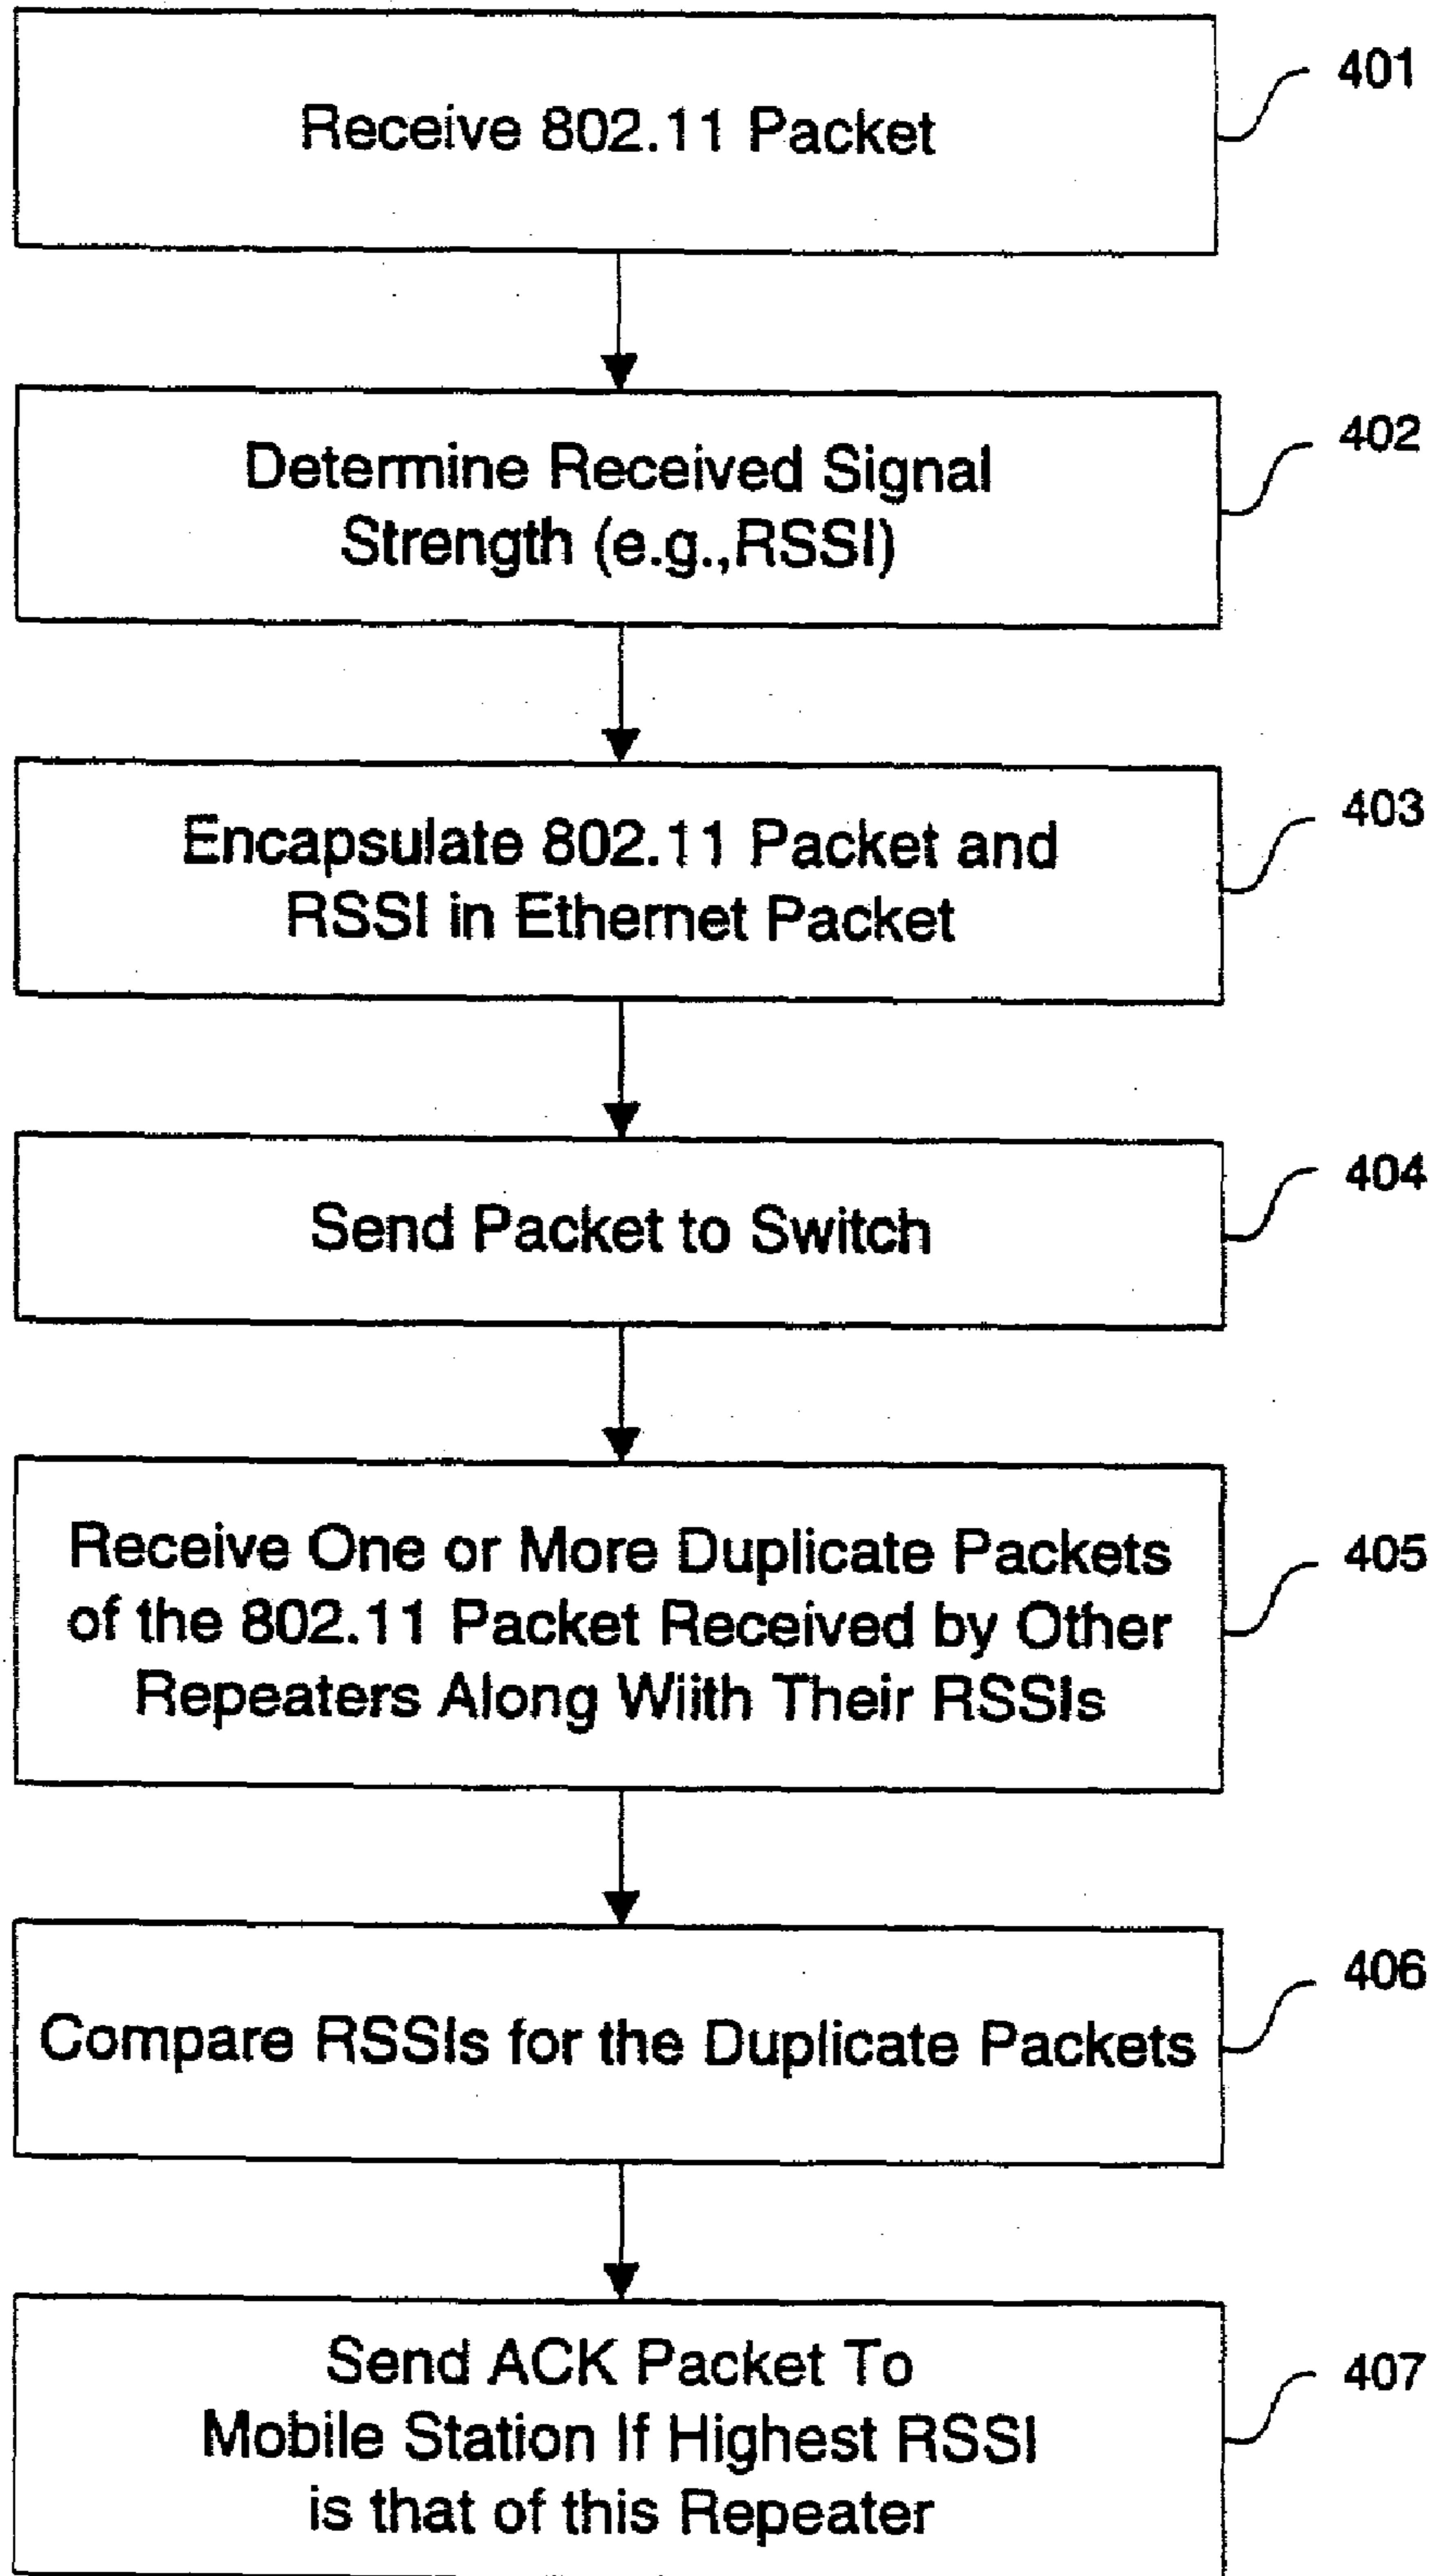 Receive 802.11 Packet
401
Determine Received Signal
Strength (e.g.,RSSI)
402
Encapsulate 802.11 Packet and
RSSI in Ethernet Packet
403
Send Packet to Switch
404
Receive One or More Duplicate Packets
of the 802.11 Packet Received by Other
Repeaters Along Wiith Their RSSIs
405
Compare RSSIs for the Duplicate Packets
406
Send ACK Packet To
Mobile Station If Highest RSSI
is that of this Repeater
407